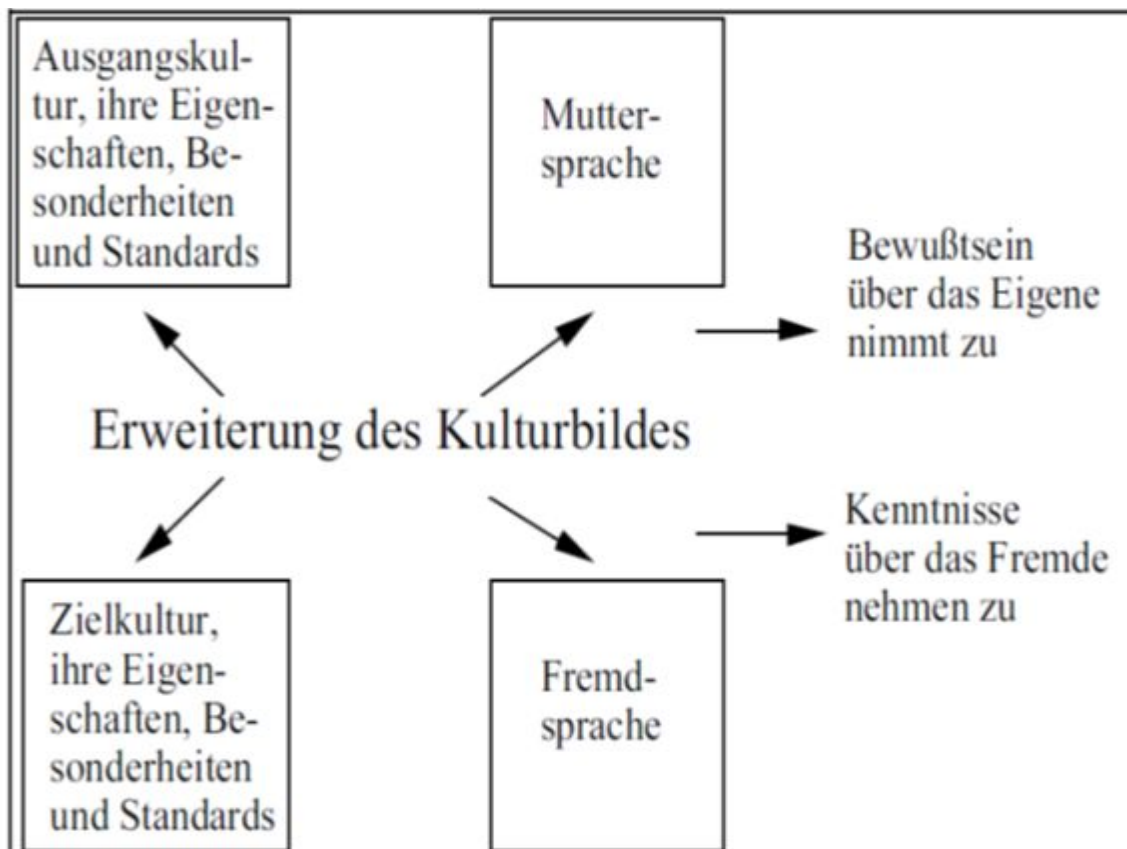 Ausgangskul-
tur, ihre Eigen-
schaften, Be-
sonderheiten
und Standards
Mutter-
sprache
Bewußtsein
über das Eigene
nimmt zu
Erweiterung des Kulturbildes
Kenntnisse
über das Fremde
nehmen zu
Zielkultur,
ihre Eigen-
schaften, Be-
sonderheiten
und Standards
Fremd-
sprache